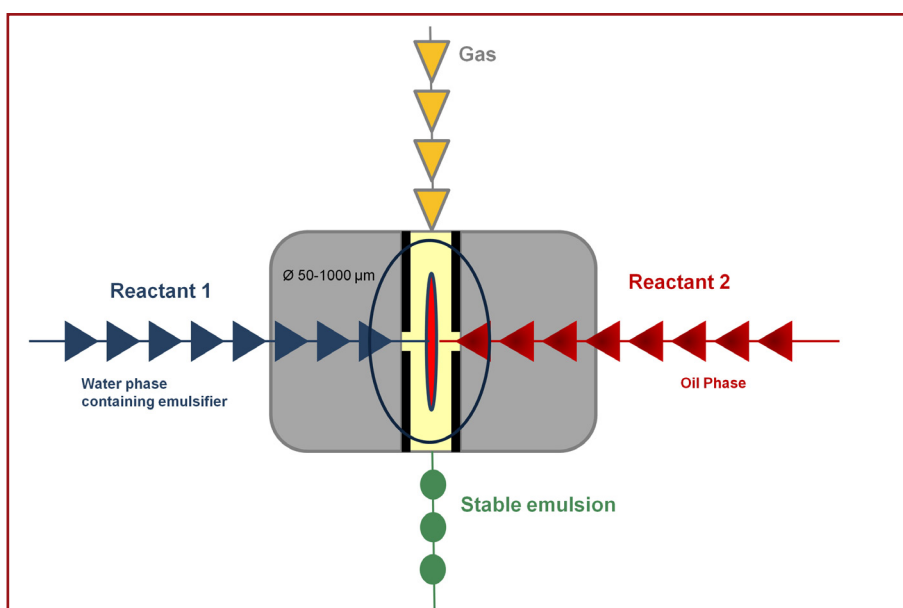 Gas
Ø 50-1000 µm
Reactant 1
Reactant 2
Water phase
containing emulsifier
Oil Phase
Stable emulsion